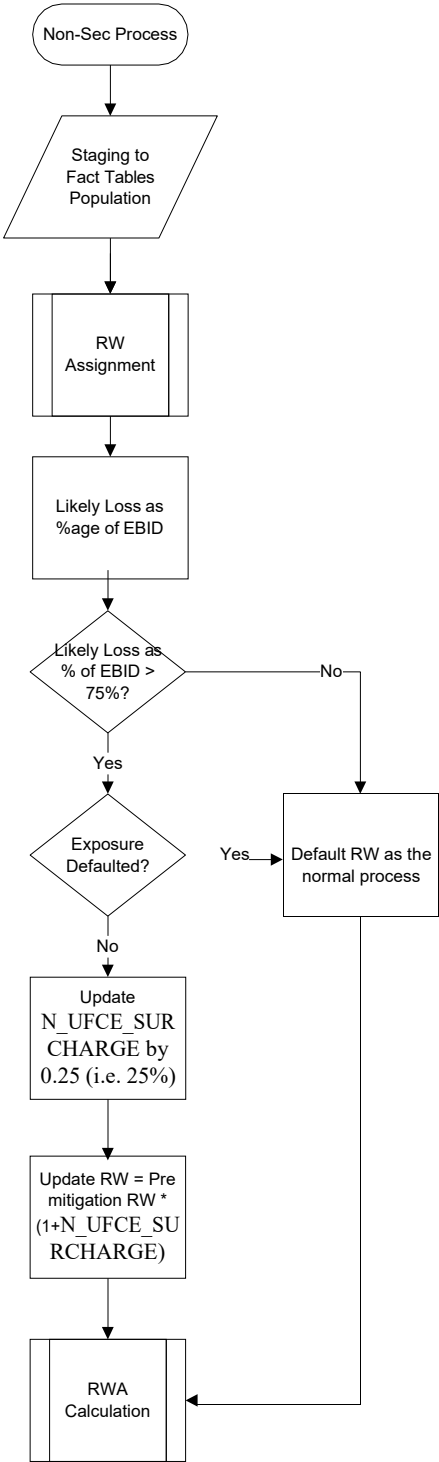 Non-Sec Process
Staging to
Fact Tables
Population
RW
Assignment
Likely Loss as
%age of EBID
Likely Loss as
% of EBID >
75%?
No
Yes
Exposure
Defaulted?
Yes
Default RW as the
normal process
No
Update
N_UFCE_SUR
CHARGE by
0.25 (i.e. 25%)
Update RW = Pre
mitigation RW *
(1+N_UFCE_SU
RCHARGE)
RWA
Calculation